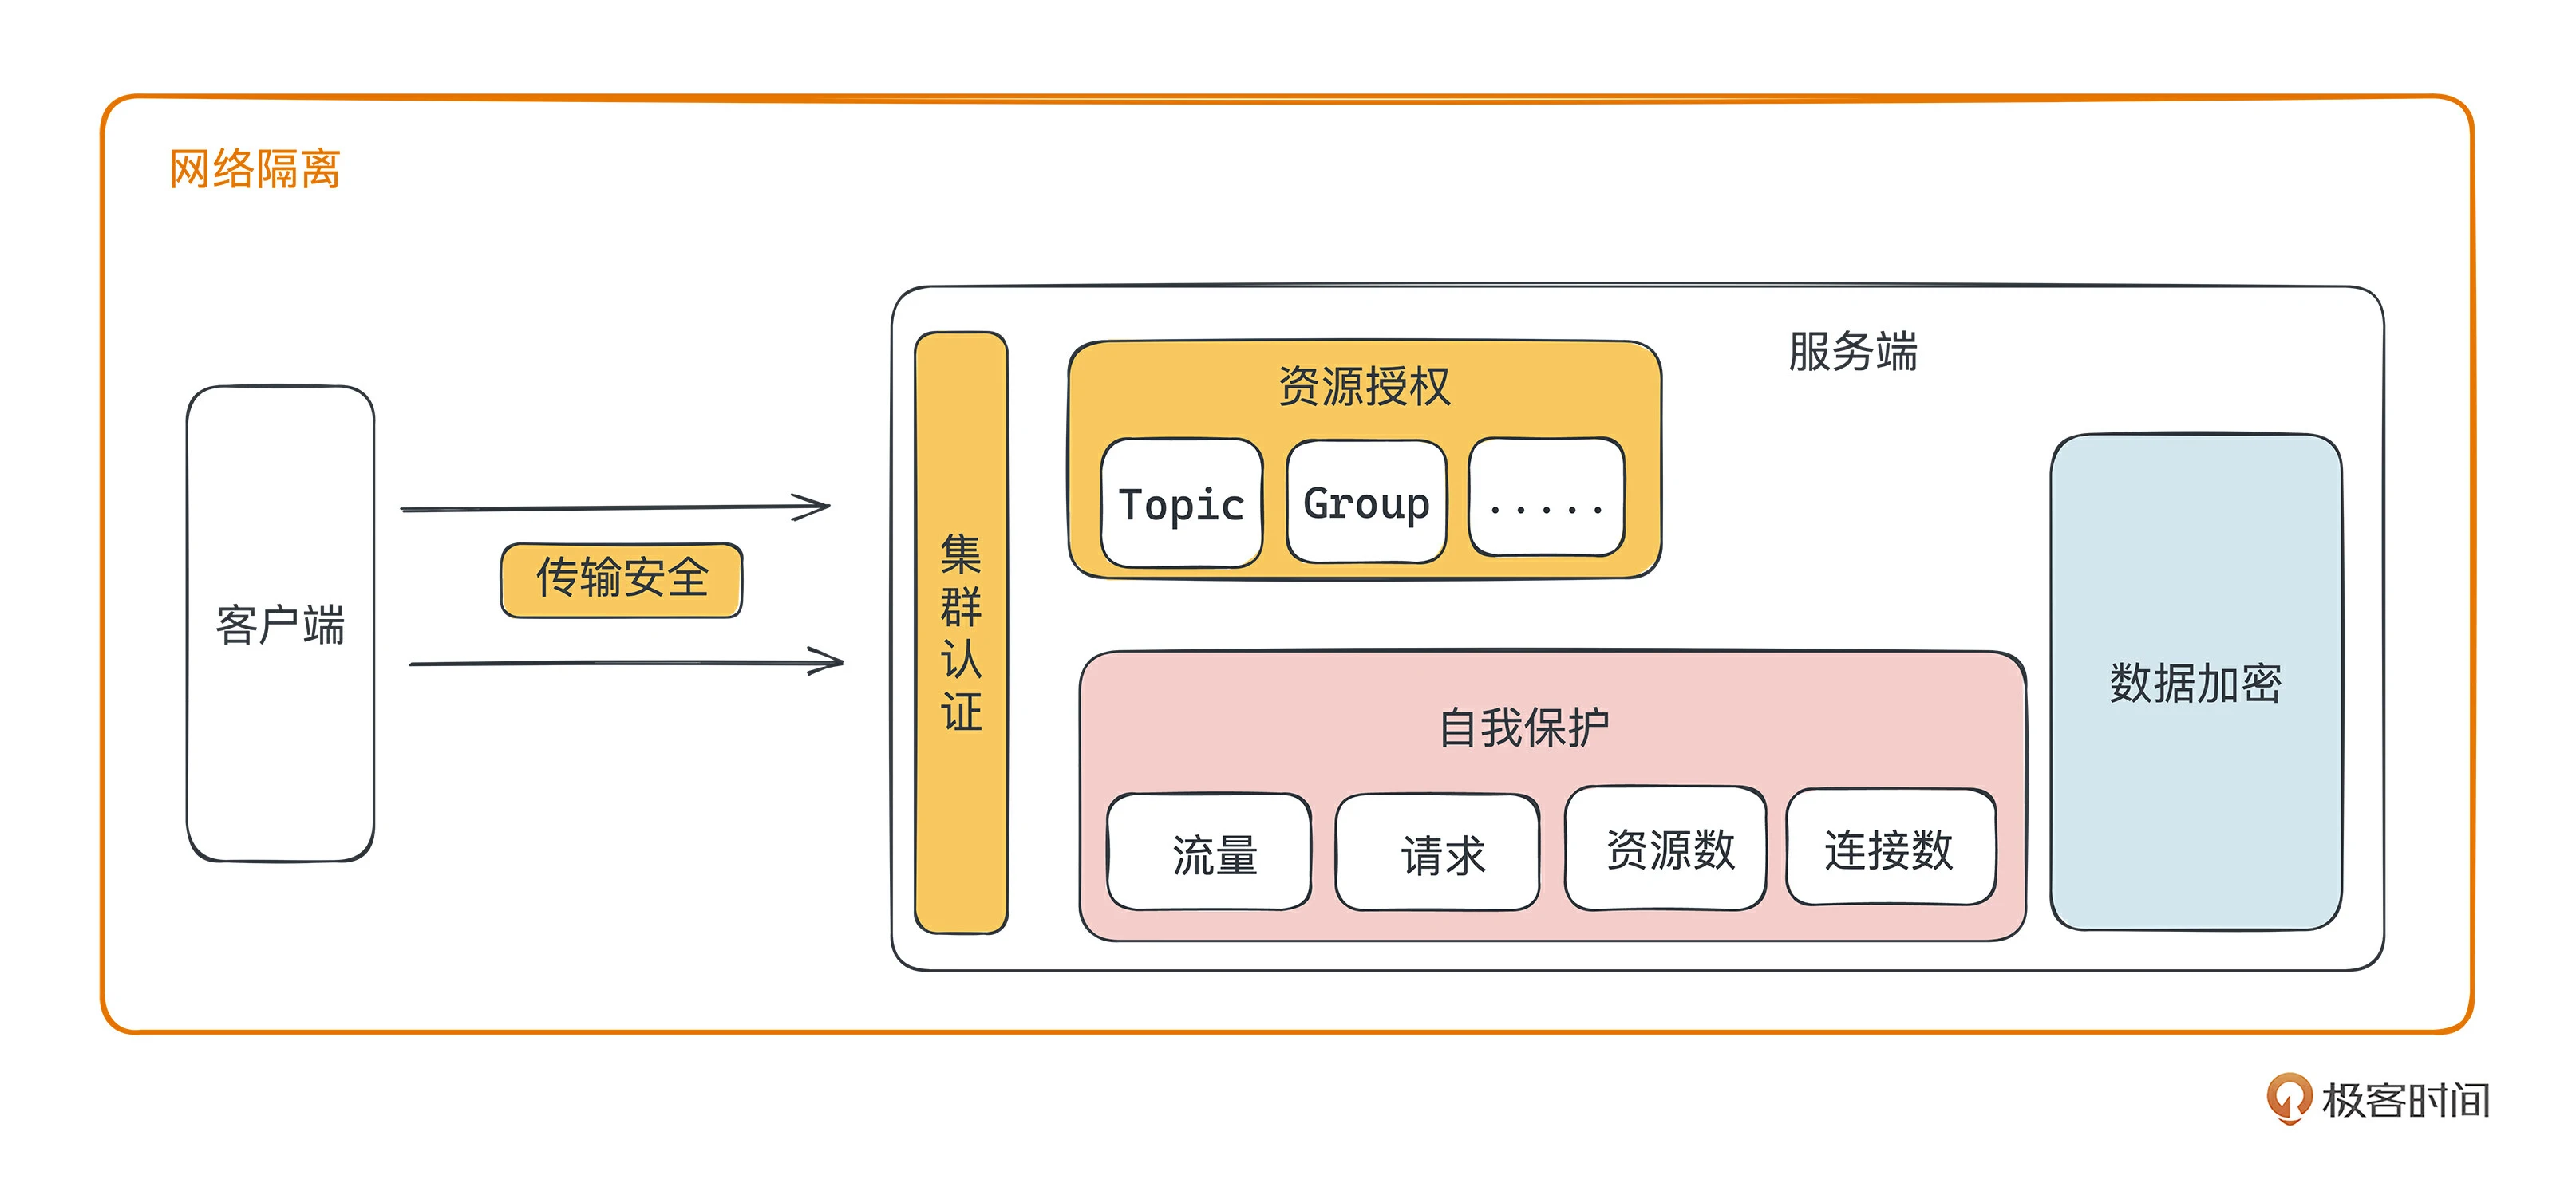 网络隔离
客户端
传输安全
集群认证
服务端
资源授权
Topic
Group
.....
自我保护
流量
请求
资源数
连接数
数据加密
极客时间